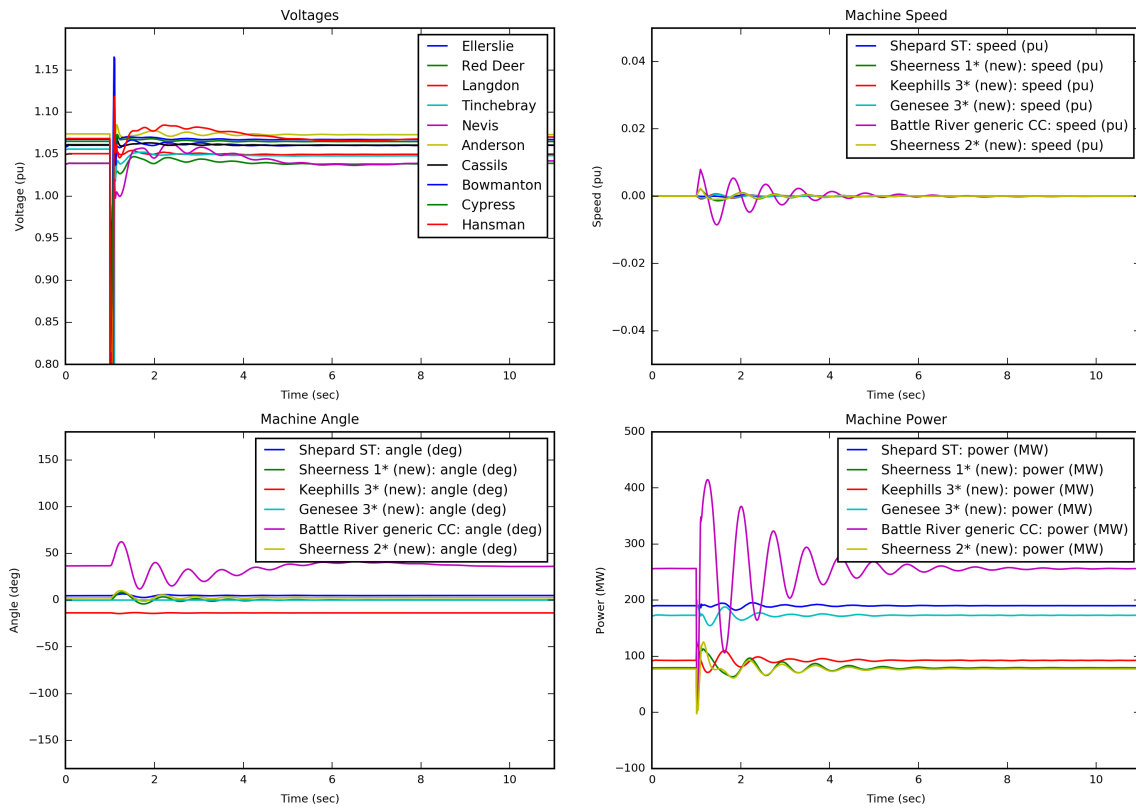 Voltages
1.15
1.10
1.05
1.00
0.95
0.90
0.85
0.80
Voltage (pu)
0
2
4
6
8
10
Time (sec)
Ellerslie
Red Deer
Langdon
Tinchebray
Nevis
Anderson
Cassils
Bowmanton
Cypress
Hansman
Machine Speed
0.04
0.02
0.00
−0.02
−0.04
Speed (pu)
0
2
4
6
8
10
Time (sec)
Shepard ST: speed (pu)
Sheerness 1* (new): speed (pu)
Keephills 3* (new): speed (pu)
Genesee 3* (new): speed (pu)
Battle River generic CC: speed (pu)
Sheerness 2* (new): speed (pu)
Machine Angle
150
100
50
0
−50
−100
−150
Angle (deg)
0
2
4
6
8
10
Time (sec)
Shepard ST: angle (deg)
Sheerness 1* (new): angle (deg)
Keephills 3* (new): angle (deg)
Genesee 3* (new): angle (deg)
Battle River generic CC: angle (deg)
Sheerness 2* (new): angle (deg)
Machine Power
500
400
300
200
100
0
−100
Power (MW)
0
2
4
6
8
10
Time (sec)
Shepard ST: power (MW)
Sheerness 1* (new): power (MW)
Keephills 3* (new): power (MW)
Genesee 3* (new): power (MW)
Battle River generic CC: power (MW)
Sheerness 2* (new): power (MW)